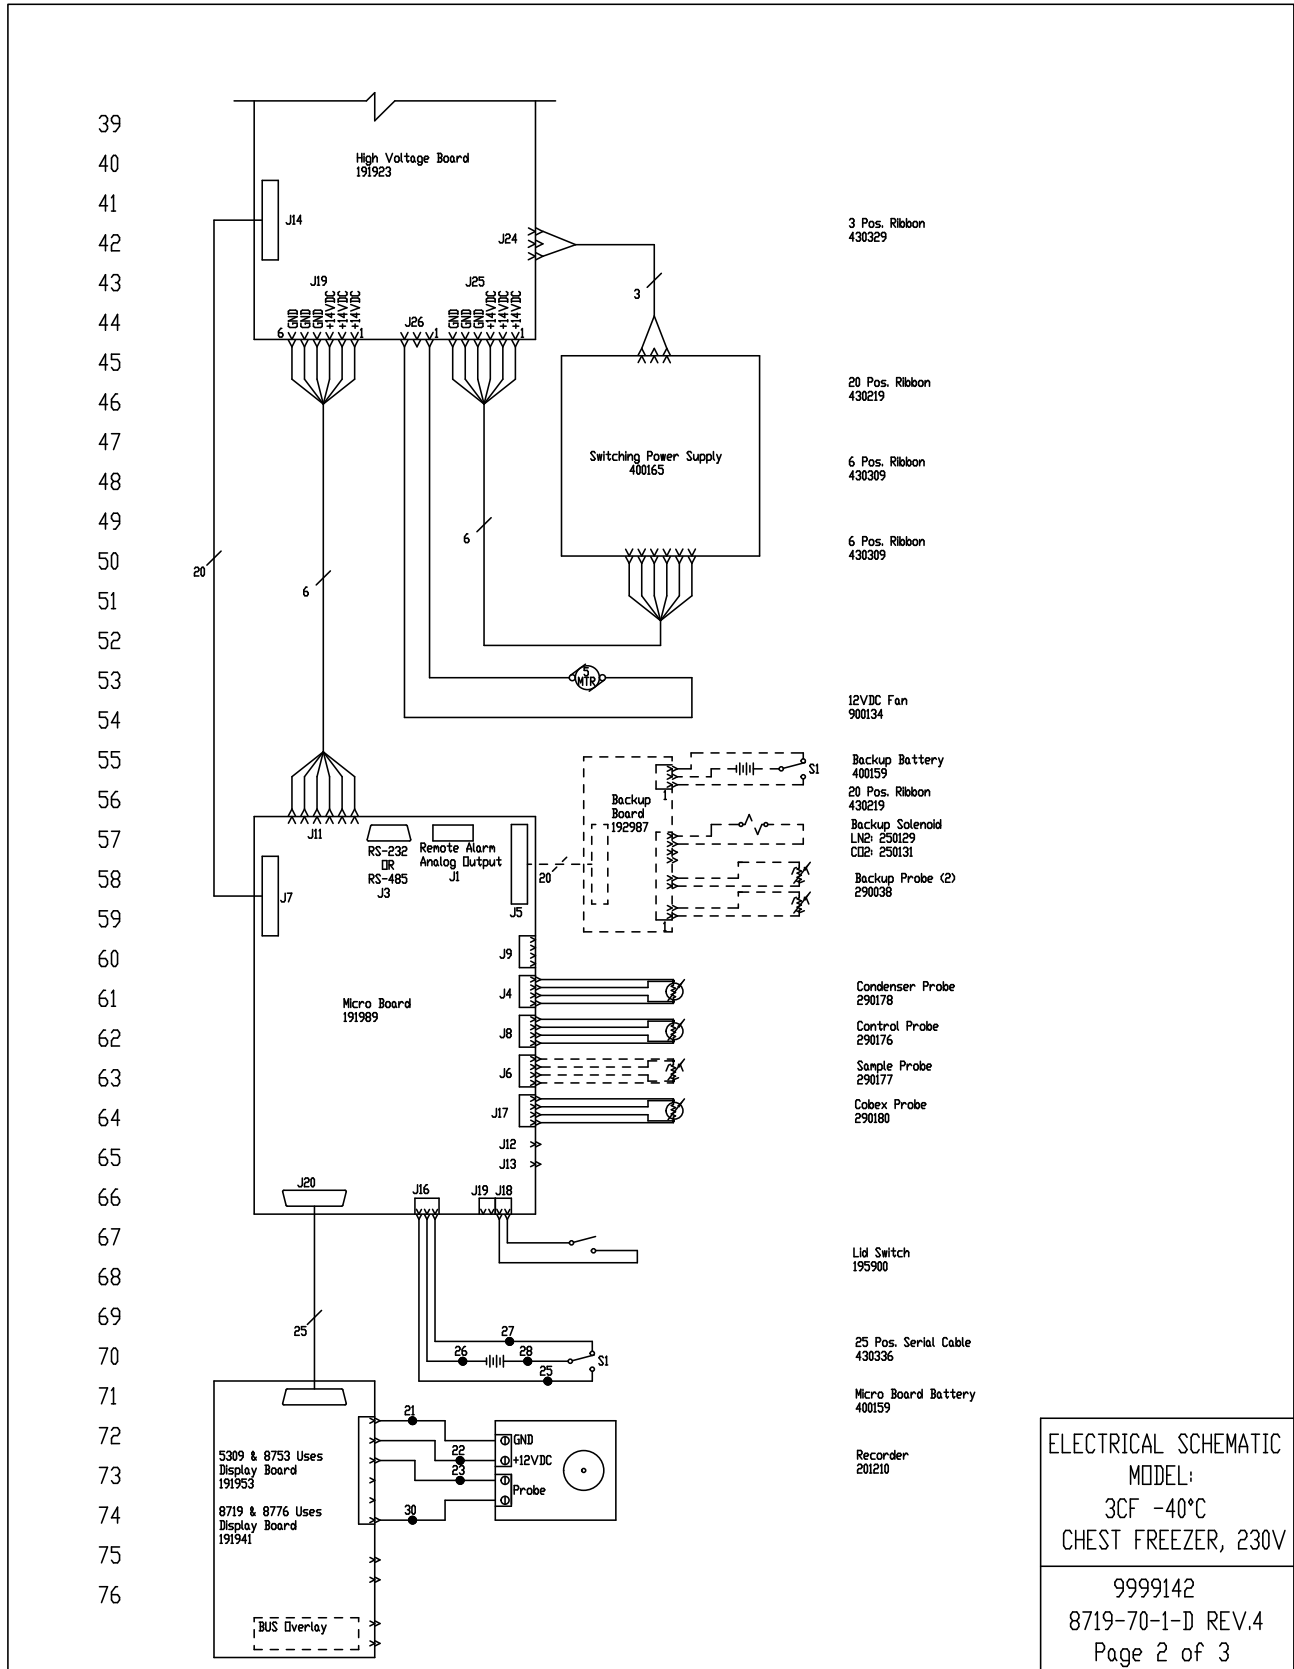 39
40
41
42
43
44
45
46
47
48
49
50
51
52
53
54
55
56
57
58
59
60
61
62
63
64
65
66
67
68
69
70
71
72
73
74
75
76
High Voltage Board
191923
J14
J24
J19
J25
J26
6
GND
GND
GND
+14VDC
+14VDC
+14VDC
1
1
GND
GND
GND
+14VDC
+14VDC
+14VDC
1
3
Switching Power Supply
400165
20
6
6
5
MTR
Backup
Board
192987
1
1
S1
20
J11
RS-232
OR
RS-485
J3
Remote Alarm
Analog Output
J1
J5
J7
J9
J4
J8
J6
J17
J12
J13
Micro Board
191989
J20
J16
J19
J18
25
27
26
28
S1
25
21
22
23
30
GND
+12VDC
Probe
5309 & 8753 Uses
Display Board
191953
8719 & 8776 Uses
Display Board
191941
BUS Overlay
3 Pos. Ribbon
430329
20 Pos. Ribbon
430219
6 Pos. Ribbon
430309
6 Pos. Ribbon
430309
12VDC Fan
900134
Backup Battery
400159
20 Pos. Ribbon
430219
Backup Solenoid
LN2: 250129
CO2: 250131
Backup Probe (2)
290038
Condenser Probe
290178
Control Probe
290176
Sample Probe
290177
Cobex Probe
290180
Lid Switch
195900
25 Pos. Serial Cable
430336
Micro Board Battery
400159
Recorder
201210
ELECTRICAL SCHEMATIC
MODEL:
3CF -40°C
CHEST FREEZER, 230V
9999142
8719-70-1-D REV.4
Page 2 of 3